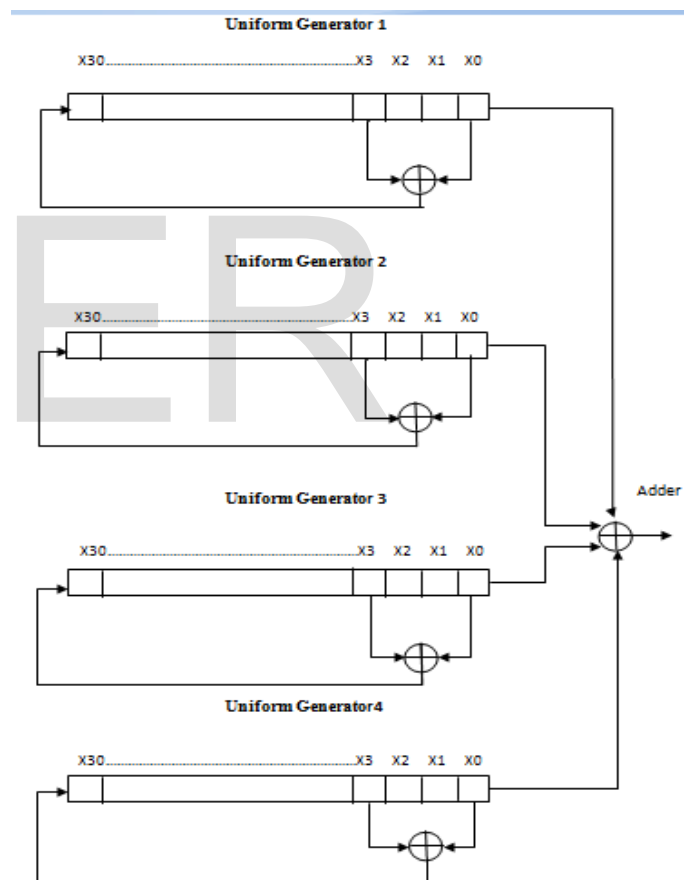 Uniform Generator 1
X30...............................................................X3 X2 X1 X0
ER
Uniform Generator 2
X30...............................................................X3 X2 X1 X0
Adder
Uniform Generator 3
X30...............................................................X3 X2 X1 X0
Uniform Generator4
X30...............................................................X3 X2 X1 X0